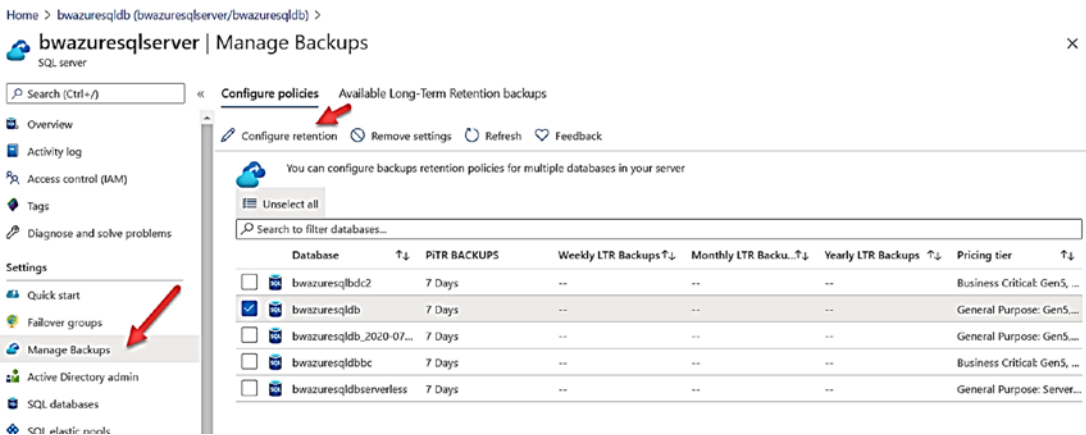 Home > bwazuresqldb (bwazuresqlserver/bwazuresqldb) >
bwazuresqlserver | Manage Backups
SQL server
Search (Ctrl+/)
Overview
Activity log
Access control (IAM)
Tags
Diagnose and solve problems
Settings
Quick start
Failover groups
Manage Backups
Active Directory admin
SQL databases
SQL elastic pools
Configure policies Available Long-Term Retention backups
Configure retention Remove settings Refresh Feedback
You can configure backups retention policies for multiple databases in your server
Unselect all
Search to filter databases...
Database PiTR BACKUPS Weekly LTR Backups Monthly LTR Backu... Yearly LTR Backups Pricing tier
bwazuresqlbdc2 7 Days -- -- -- Business Critical: Gen5, ...
bwazuresqldb 7 Days -- -- -- General Purpose: Gen5,...
bwazuresqldb_2020-07... 7 Days -- -- -- General Purpose: Gen5,...
bwazuresqldbbc 7 Days -- -- -- Business Critical: Gen5, ...
bwazuresqldbserverless 7 Days -- -- -- General Purpose: Server...